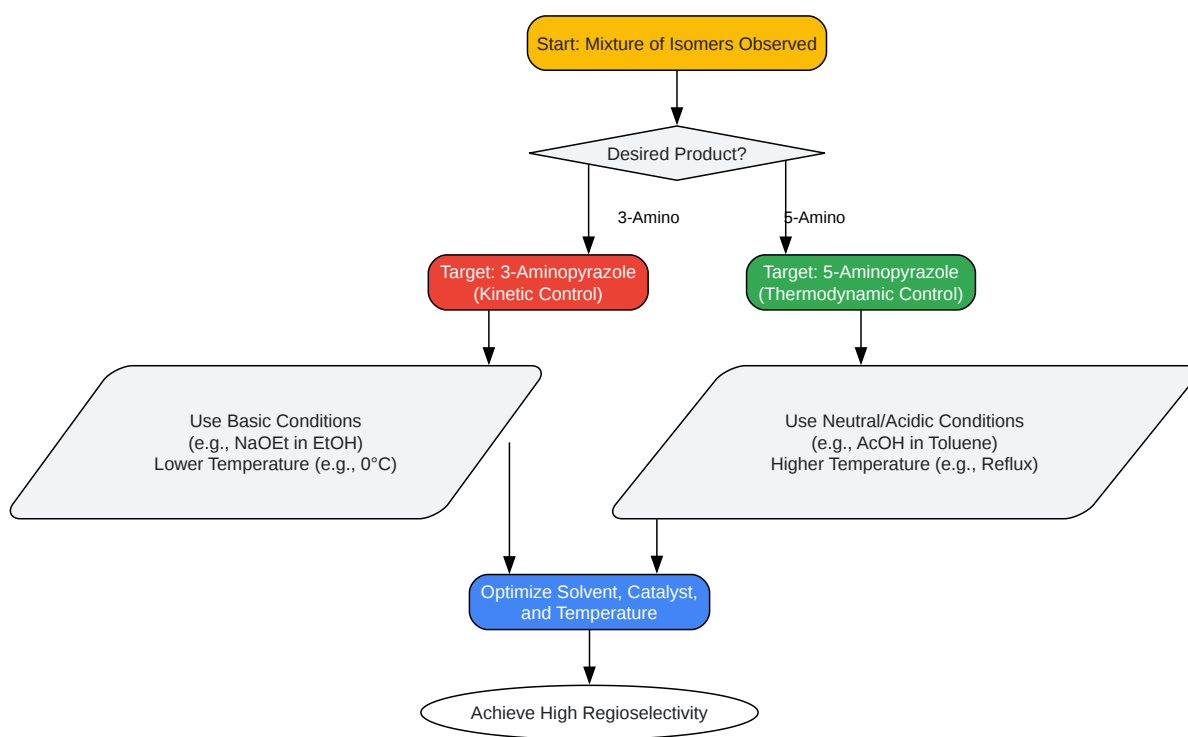 Start: Mixture of Isomers Observed
Desired Product?
3-Amino
5-Amino
Target: 3-Aminopyrazole
(Kinetic Control)
Target: 5-Aminopyrazole
(Thermodynamic Control)
Use Basic Conditions
(e.g., NaOEt in EtOH)
Lower Temperature (e.g., 0°C)
Use Neutral/Acidic Conditions
(e.g., AcOH in Toluene)
Higher Temperature (e.g., Reflux)
Optimize Solvent, Catalyst,
and Temperature
Achieve High Regioselectivity